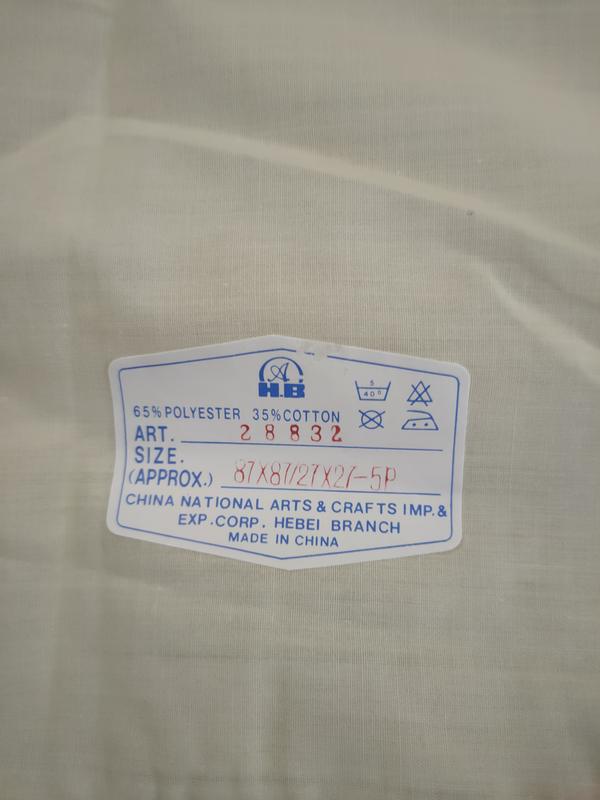 A
H.B
5
40°
65% POLYESTER 35% COTTON
ART. 28832
SIZE.
(APPROX.) 87X87/27X27-5P
CHINA NATIONAL ARTS & CRAFTS IMP. &
EXP. CORP. HEBEI BRANCH
MADE IN CHINA